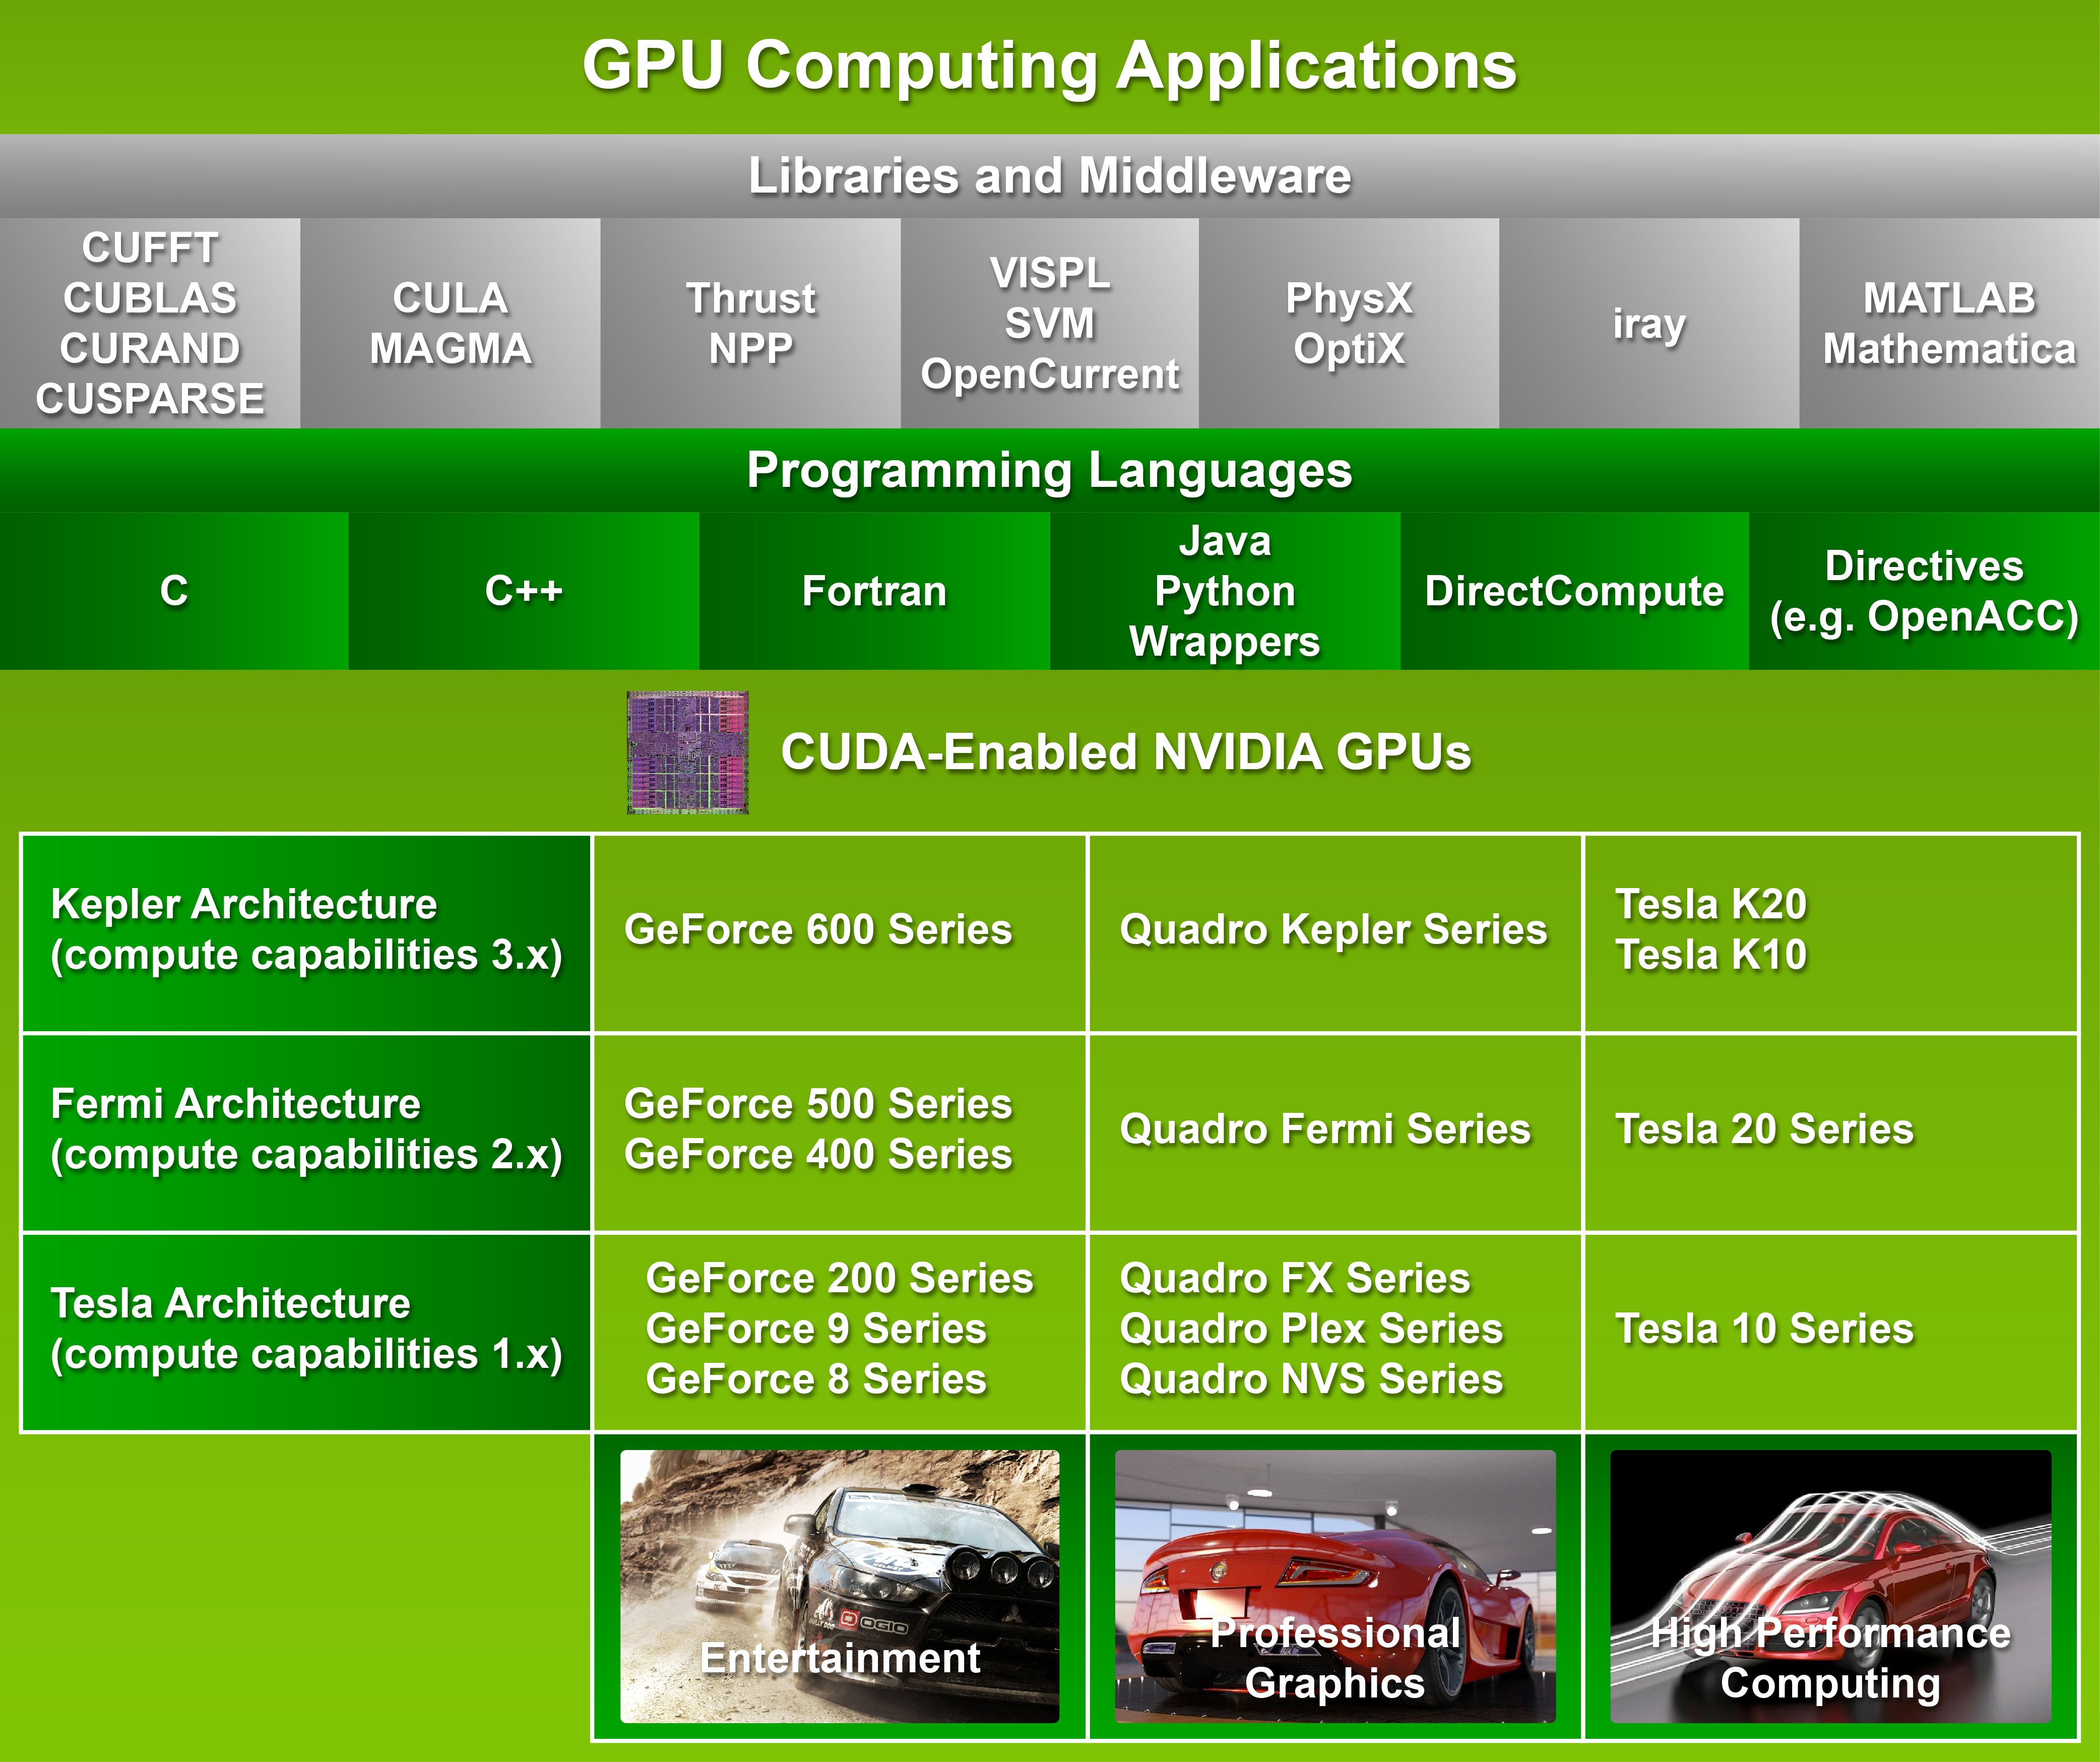 GPU Computing Applications
Libraries and Middleware
CUFFT
CUBLAS
CURAND
CUSPARSE
CULA
MAGMA
Thrust
NPP
VISPL
SVM
OpenCurrent
PhysX
OptiX
iray
MATLAB
Mathematica
Programming Languages
C
C++
Fortran
Java
Python
Wrappers
DirectCompute
Directives
(e.g. OpenACC)
CUDA-Enabled NVIDIA GPUs
Kepler Architecture
(compute capabilities 3.x)
GeForce 600 Series
Quadro Kepler Series
Tesla K20
Tesla K10
Fermi Architecture
(compute capabilities 2.x)
GeForce 500 Series
GeForce 400 Series
Quadro Fermi Series
Tesla 20 Series
Tesla Architecture
(compute capabilities 1.x)
GeForce 200 Series
GeForce 9 Series
GeForce 8 Series
Quadro FX Series
Quadro Plex Series
Quadro NVS Series
Tesla 10 Series
OGIO
Entertainment
Professional
Graphics
High Performance
Computing